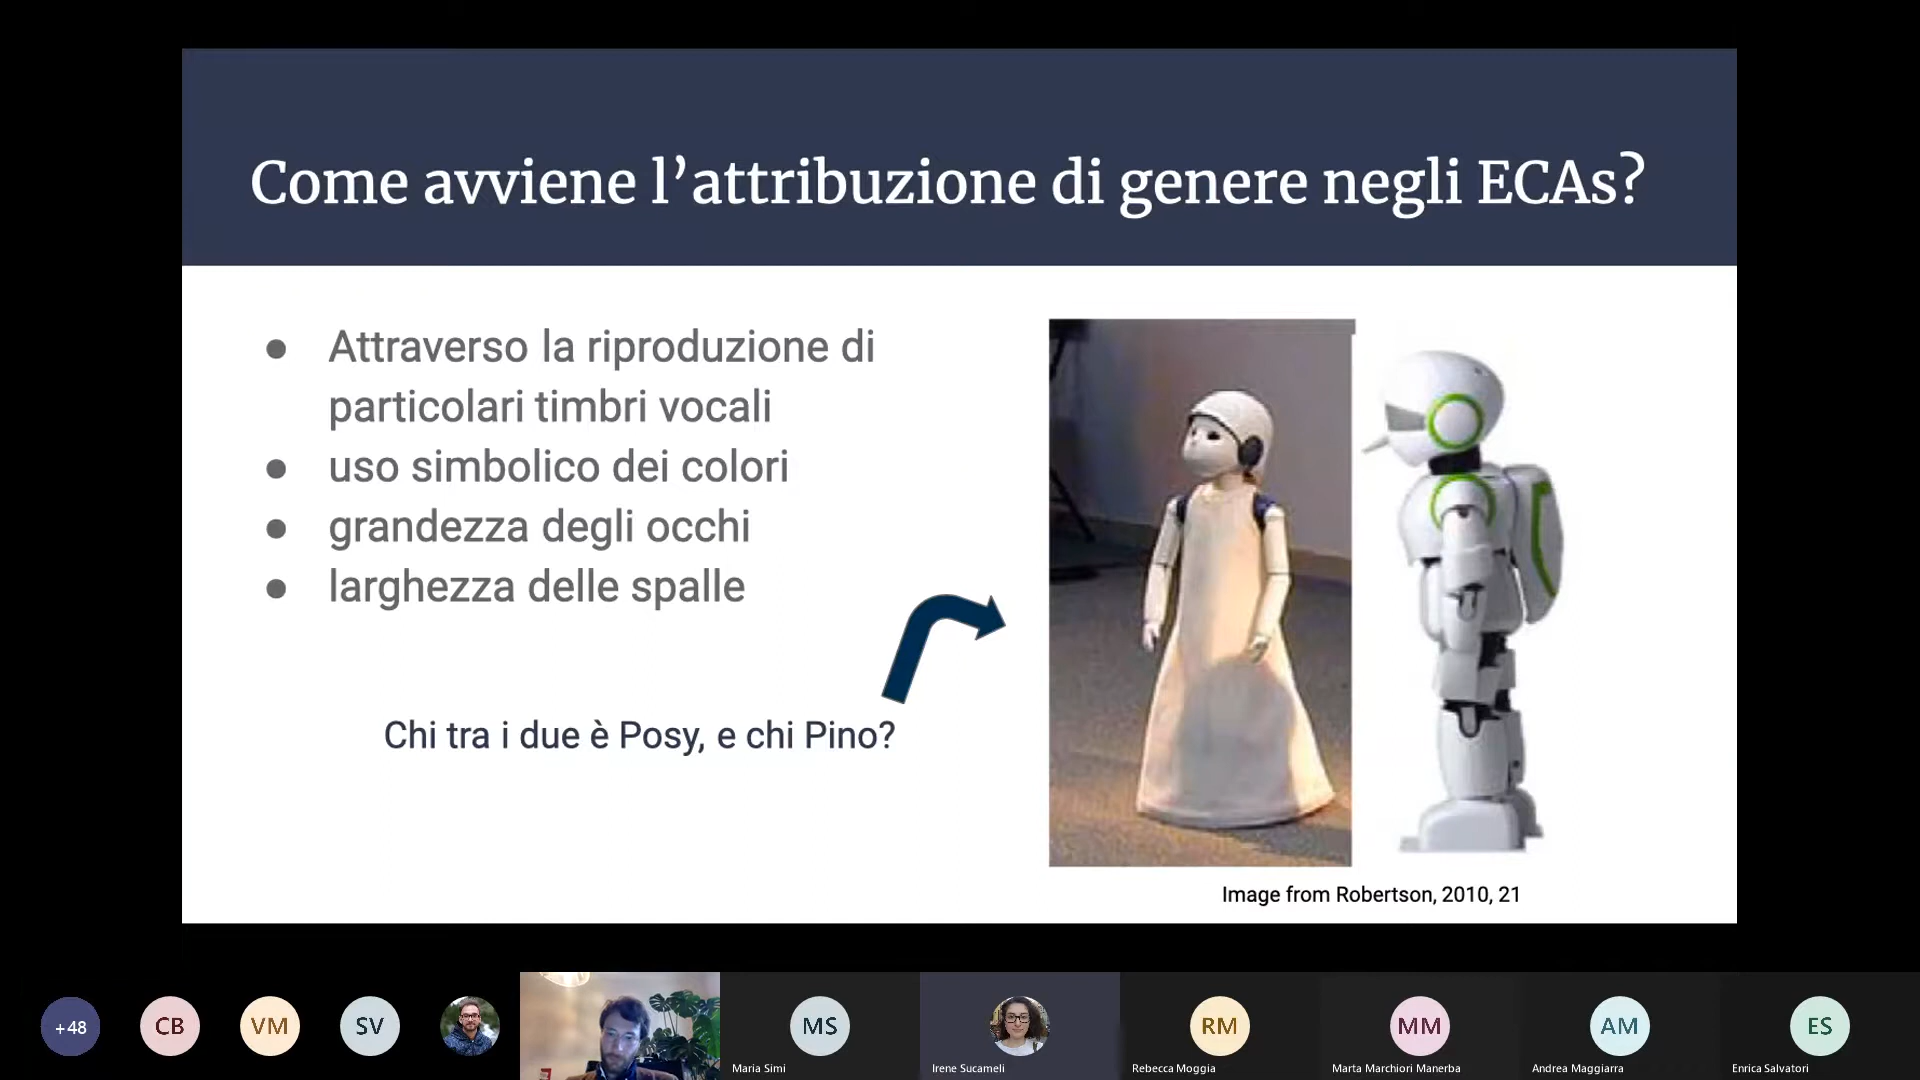 Come avviene l’attribuzione di genere negli ECAs?
● Attraverso la riproduzione di
particolari timbri vocali
● uso simbolico dei colori
● grandezza degli occhi
● larghezza delle spalle
Chi tra i due è Posy, e chi Pino?
Image from Robertson, 2010, 21
+48
CB
VM
SV
MS
RM
MM
AM
ES
Maria Simi
Irene Sucameli
Rebecca Moggia
Marta Marchiori Manerba
Andrea Maggiarra
Enrica Salvatori